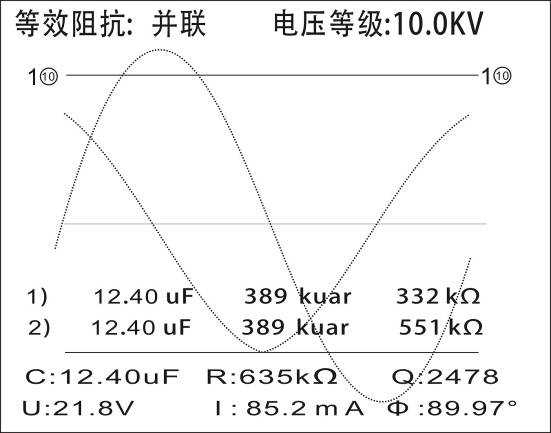 等效阻抗: 并联 电压等级:10.0KV
1⑩ 1⑩
1) 12.40 uF 389 kuar 332 kΩ
2) 12.40 uF 389 kuar 551 kΩ
C:12.40uF R:635kΩ Q:2478
U:21.8V I:85.2mA Φ:89.97°